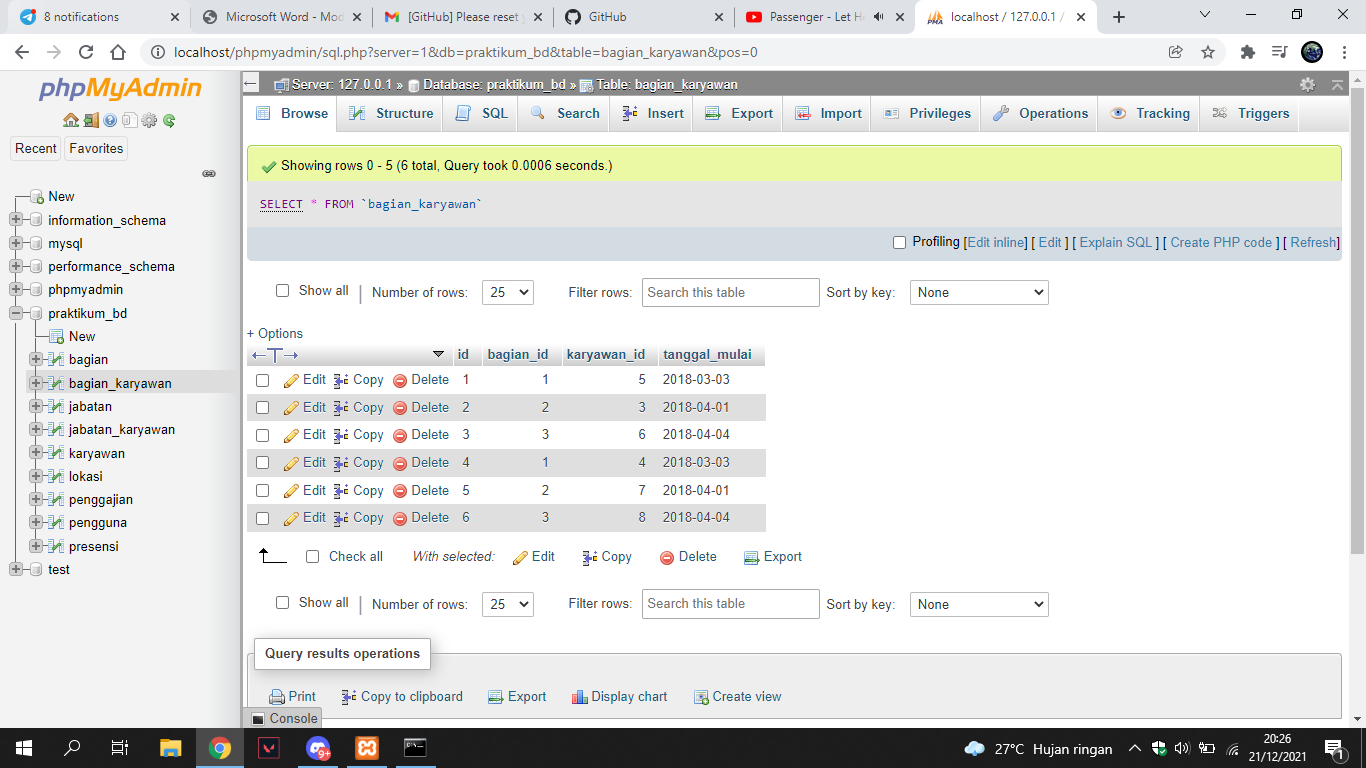 8 notifications
Microsoft Word - Mod
[GitHub] Please reset y
GitHub
Passenger - Let He
localhost / 127.0.0.1 /
localhost/phpmyadmin/sql.php?server=1&db=praktikum_bd&table=bagian_karyawan&pos=0
phpMyAdmin
Recent Favorites
New
information_schema
mysql
performance_schema
phpmyadmin
praktikum_bd
New
bagian
bagian_karyawan
jabatan
jabatan_karyawan
karyawan
lokasi
penggajian
pengguna
presensi
test
Server: 127.0.0.1 » Database: praktikum_bd » Table: bagian_karyawan
Browse Structure SQL Search Insert Export Import Privileges Operations Tracking Triggers
Showing rows 0 - 5 (6 total, Query took 0.0006 seconds.)
SELECT * FROM `bagian_karyawan`
Profiling [Edit inline] [ Edit ] [ Explain SQL ] [ Create PHP code ] [ Refresh]
Show all | Number of rows: 25 Filter rows: Search this table Sort by key: None
+ Options
←T→ id bagian_id karyawan_id tanggal_mulai
Edit Copy Delete 1 1 5 2018-03-03
Edit Copy Delete 2 2 3 2018-04-01
Edit Copy Delete 3 3 6 2018-04-04
Edit Copy Delete 4 1 4 2018-03-03
Edit Copy Delete 5 2 7 2018-04-01
Edit Copy Delete 6 3 8 2018-04-04
Check all With selected: Edit Copy Delete Export
Show all | Number of rows: 25 Filter rows: Search this table Sort by key: None
Query results operations
Print Copy to clipboard Export Display chart Create view
Console
9+
27°C Hujan ringan
20:26
21/12/2021
1